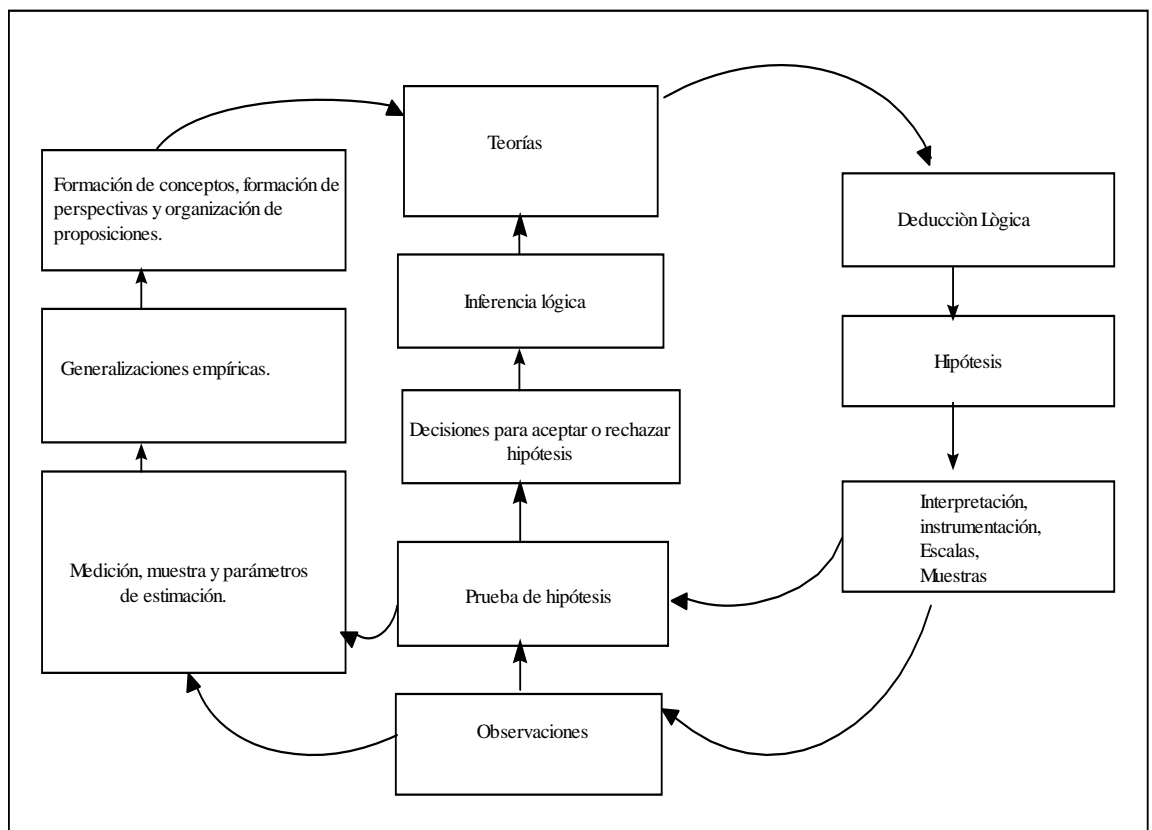 Teorías
Formación de conceptos, formación de
perspectivas y organización de
proposiciones.
Deducciòn Lògica
Inferencia lógica
Generalizaciones empíricas.
Hipótesis
Decisiones para aceptar o rechazar
hipótesis
Interpretación,
instrumentación,
Escalas,
Muestras
Medición, muestra y parámetros
de estimación.
Prueba de hipótesis
Observaciones